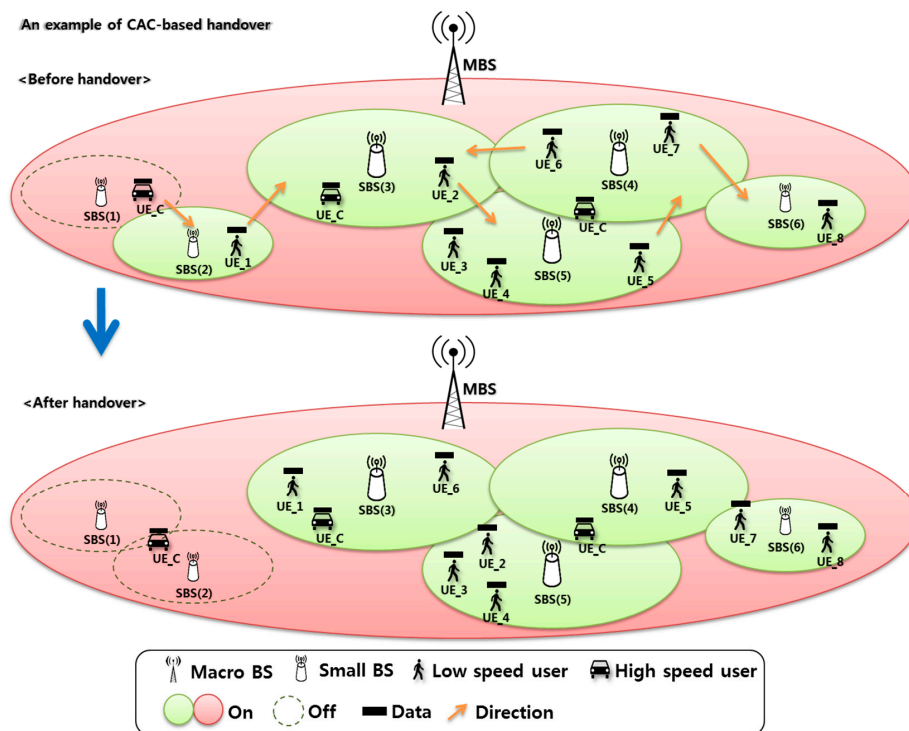 An example of CAC-based handover
<Before handover>
MBS
UE_6
UE_7
SBS(3)
SBS(4)
UE_2
SBS(1)
UE_C
UE_C
UE_C
SBS(6)
UE_8
SBS(2)
UE_1
UE_3
SBS(5)
UE_4
UE_5
<After handover>
MBS
UE_1
SBS(3)
UE_6
SBS(4)
UE_5
SBS(1)
UE_C
UE_C
UE_C
UE_7
SBS(6)
UE_8
UE_2
SBS(2)
UE_3
SBS(5)
UE_4
Macro BS Small BS Low speed user High speed user
On Off Data Direction